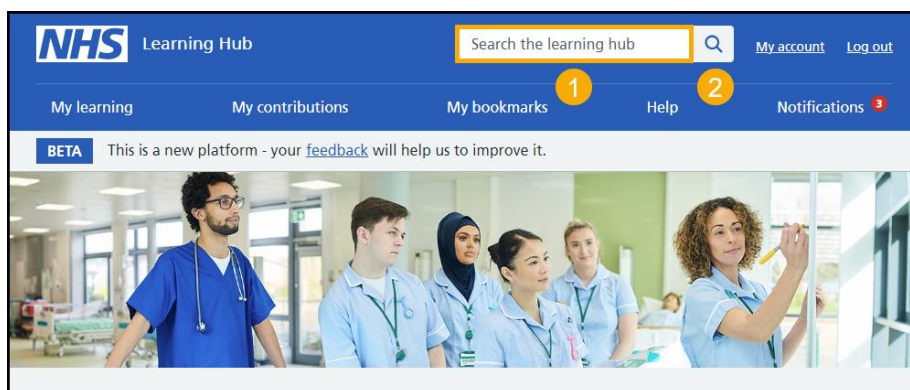 NHS Learning Hub Search the learning hub My account Log out
1 2
My learning My contributions My bookmarks Help Notifications 3
BETA This is a new platform - your feedback will help us to improve it.